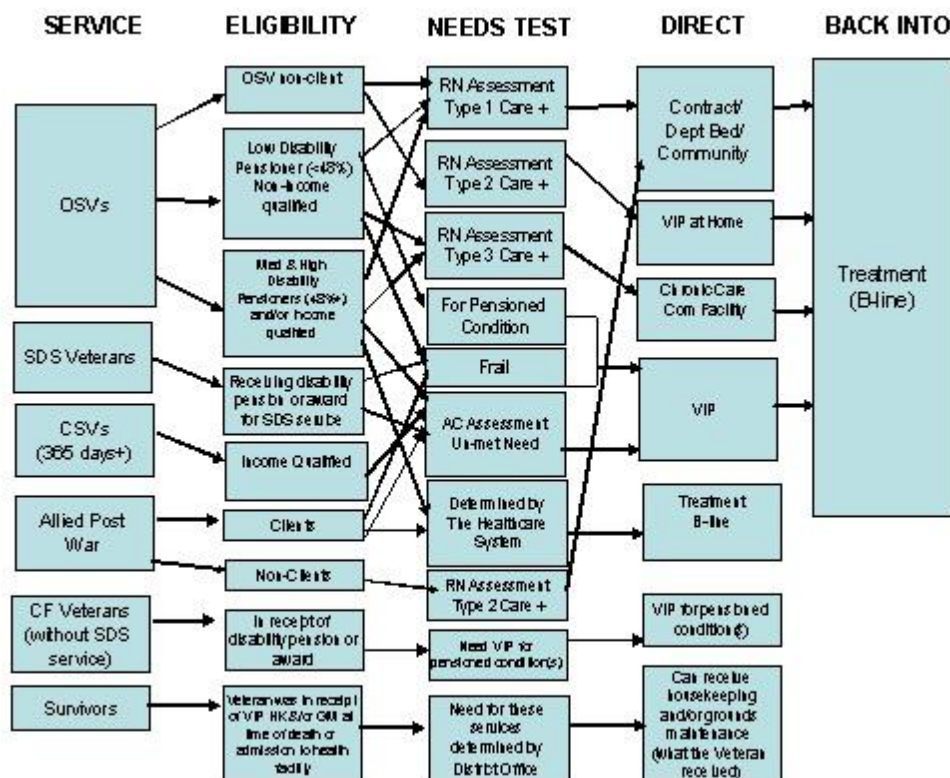 SERVICE
ELIGIBILITY
NEEDS TEST
DIRECT
BACK INTO
OSVs
SDS Veterans
CSVs
(365 days+)
Allied Post
War
CF Veterans
(without SDS
service)
Survivors
OSV non-client
Low Disability
Pensioner (<48%)
Non-Income
qualified
Med & High
Disability
Pensioners (48%+)
and/or Income
qualified
Receiving disability
pension or award
for SDS service
Income Qualified
Clients
Non-Clients
In receipt of
disability pension or
award
Veteran was in receipt
of VIP HKS/or GM at
time of death or
admission to health
facility
RN Assessment
Type 1 Care +
RN Assessment
Type 2 Care +
RN Assessment
Type 3 Care +
For Pensioned
Condition
Frail
AC Assessment
Un-met Need
Determined by
The Healthcare
System
RN Assessment
Type 2 Care +
Need VIP for
pensioned condition(s)
Need for these
services
determined by
District Office
Contract/
Dept Bed/
Community
VIP at Home
Chronic Care
Com Facility
VIP
Treatment
B-line
VIP for pensioned
condition(s)
Can receive
housekeeping
and/or grounds
maintenance
(what the Veteran
received)
Treatment
(B-line)